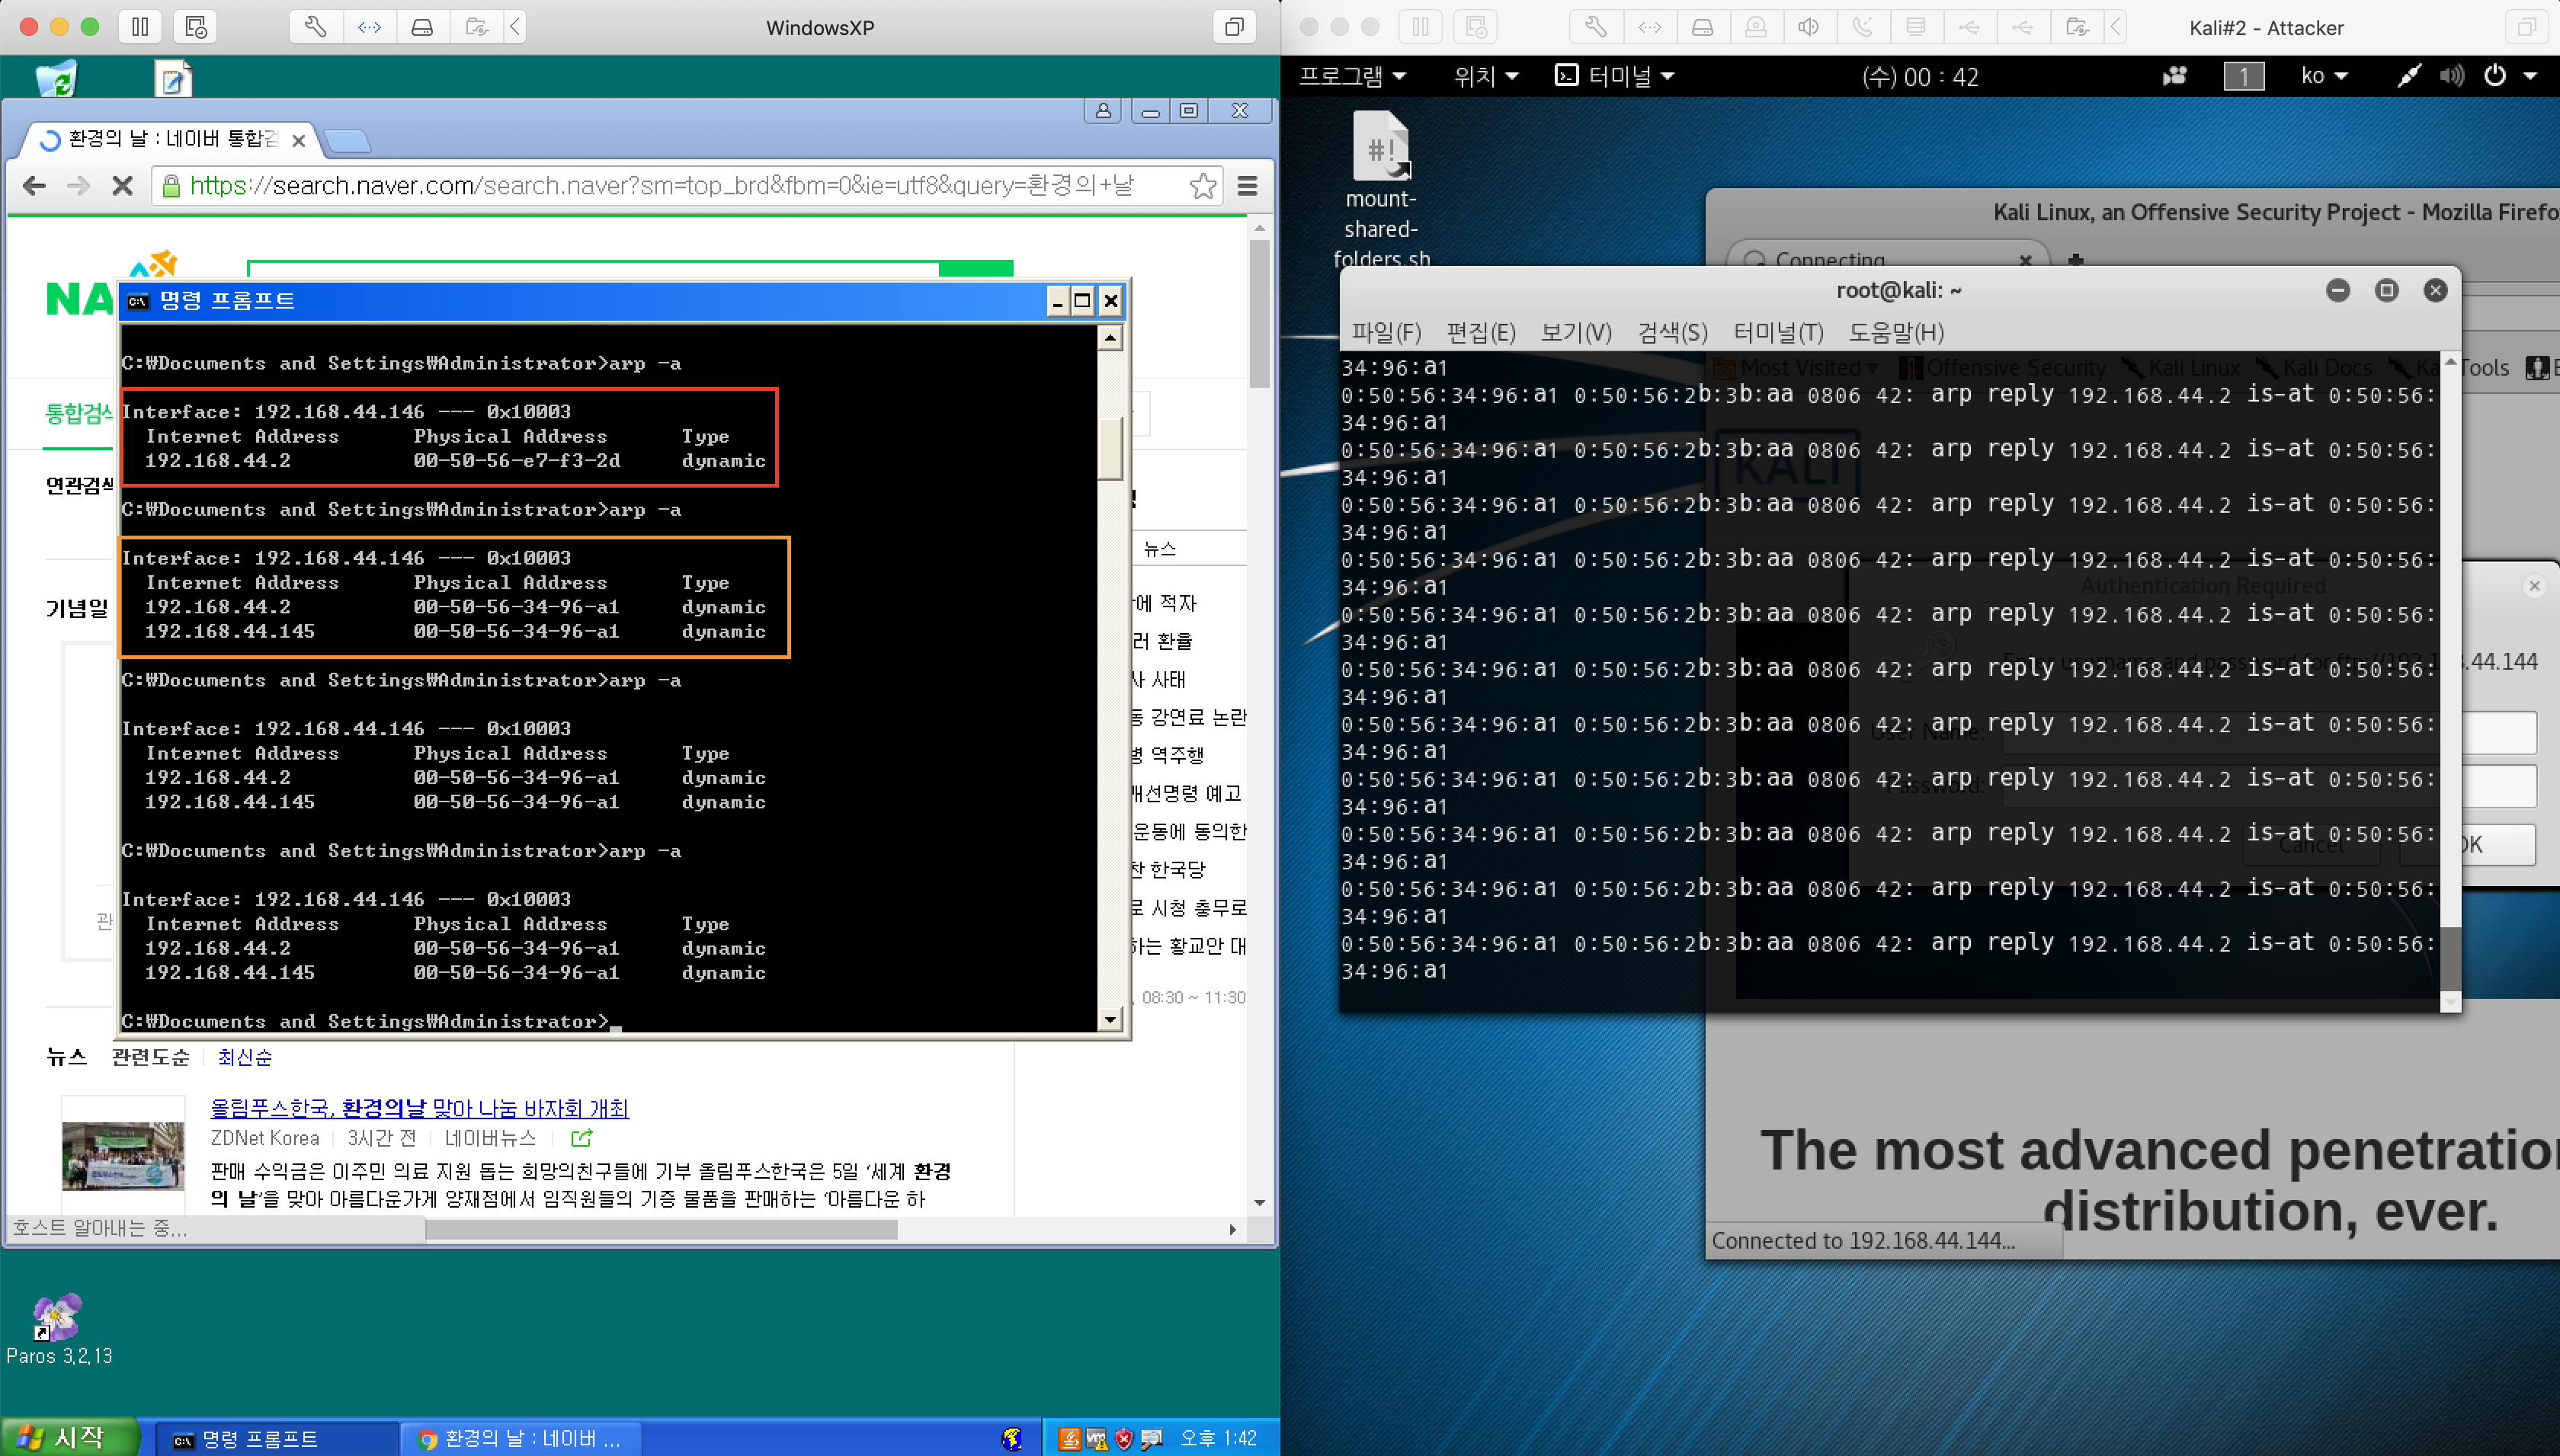 WindowsXP
환경의 날 : 네이버 통합검
https://search.naver.com/search.naver?sm=top_brd&fbm=0&ie=utf8&query=환경의+날
NA
명령 프롬프트
C:₩Documents and Settings₩Administrator>arp -a
Interface: 192.168.44.146 --- 0x10003
Internet Address Physical Address Type
192.168.44.2 00-50-56-e7-f3-2d dynamic
C:₩Documents and Settings₩Administrator>arp -a
Interface: 192.168.44.146 --- 0x10003
Internet Address Physical Address Type
192.168.44.2 00-50-56-34-96-a1 dynamic
192.168.44.145 00-50-56-34-96-a1 dynamic
C:₩Documents and Settings₩Administrator>arp -a
Interface: 192.168.44.146 --- 0x10003
Internet Address Physical Address Type
192.168.44.2 00-50-56-34-96-a1 dynamic
192.168.44.145 00-50-56-34-96-a1 dynamic
C:₩Documents and Settings₩Administrator>arp -a
Interface: 192.168.44.146 --- 0x10003
Internet Address Physical Address Type
192.168.44.2 00-50-56-34-96-a1 dynamic
192.168.44.145 00-50-56-34-96-a1 dynamic
C:₩Documents and Settings₩Administrator>
통합검색
연관검색
기념일
관
뉴스
에 적자
러 환율
사 사태
동 강연료 논란
병 역주행
개선명령 예고
운동에 동의한
찬 한국당
로 시청 충무로
하는 황교안 대
08:30 ~ 11:30
뉴스 관련도순 최신순
올림푸스한국, 환경의날 맞아 나눔 바자회 개최
ZDNet Korea 3시간 전 네이버뉴스
판매 수익금은 이주민 의료 지원 돕는 희망의친구들에 기부 올림푸스한국은 5일 '세계 환경
의 날'을 맞아 아름다운가게 양재점에서 임직원들의 기증 물품을 판매하는 '아름다운 하
호스트 알아내는 중...
Paros 3,2,13
시작 명령 프롬프트 환경의 날 : 네이버 ... 오후 1:42
Kali#2 - Attacker
프로그램 위치 터미널 (수) 00 : 42 1 ko
mount-
shared-
folders.sh
Kali Linux, an Offensive Security Project - Mozilla Firefo
Connecting
root@kali: ~
파일(F) 편집(E) 보기(V) 검색(S) 터미널(T) 도움말(H)
Most Visited Offensive Security Kali Linux Kali Docs Ka Tools
KALI
34:96:a1
0:50:56:34:96:a1 0:50:56:2b:3b:aa 0806 42: arp reply 192.168.44.2 is-at 0:50:56:
34:96:a1
0:50:56:34:96:a1 0:50:56:2b:3b:aa 0806 42: arp reply 192.168.44.2 is-at 0:50:56:
34:96:a1
0:50:56:34:96:a1 0:50:56:2b:3b:aa 0806 42: arp reply 192.168.44.2 is-at 0:50:56:
34:96:a1
0:50:56:34:96:a1 0:50:56:2b:3b:aa 0806 42: arp reply 192.168.44.2 is-at 0:50:56:
34:96:a1
0:50:56:34:96:a1 0:50:56:2b:3b:aa 0806 42: arp reply 192.168.44.2 is-at 0:50:56:
34:96:a1
0:50:56:34:96:a1 0:50:56:2b:3b:aa 0806 42: arp reply 192.168.44.2 is-at 0:50:56:
34:96:a1
0:50:56:34:96:a1 0:50:56:2b:3b:aa 0806 42: arp reply 192.168.44.2 is-at 0:50:56:
34:96:a1
0:50:56:34:96:a1 0:50:56:2b:3b:aa 0806 42: arp reply 192.168.44.2 is-at 0:50:56:
34:96:a1
0:50:56:34:96:a1 0:50:56:2b:3b:aa 0806 42: arp reply 192.168.44.2 is-at 0:50:56:
34:96:a1
0:50:56:34:96:a1 0:50:56:2b:3b:aa 0806 42: arp reply 192.168.44.2 is-at 0:50:56:
34:96:a1
0:50:56:34:96:a1 0:50:56:2b:3b:aa 0806 42: arp reply 192.168.44.2 is-at 0:50:56:
34:96:a1
Authentication Required
Enter username and password for ftp://192.168.44.144
User Name:
Password:
Cancel OK
The most advanced penetratio
distribution, ever.
Connected to 192.168.44.144...